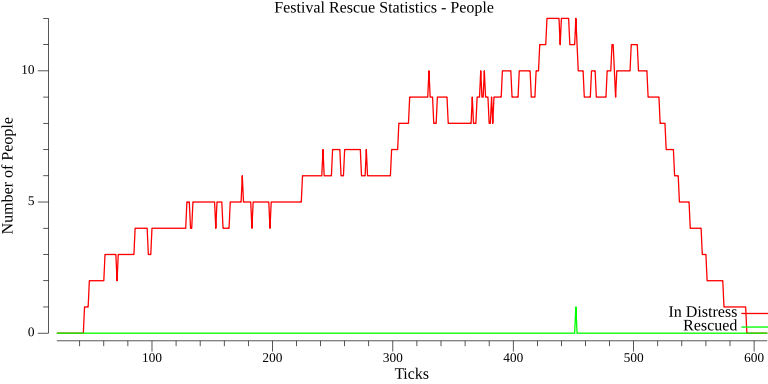 Festival Rescue Statistics - People
Number of People
10
5
0
In Distress
Rescued
100 200 300 400 500 600
Ticks